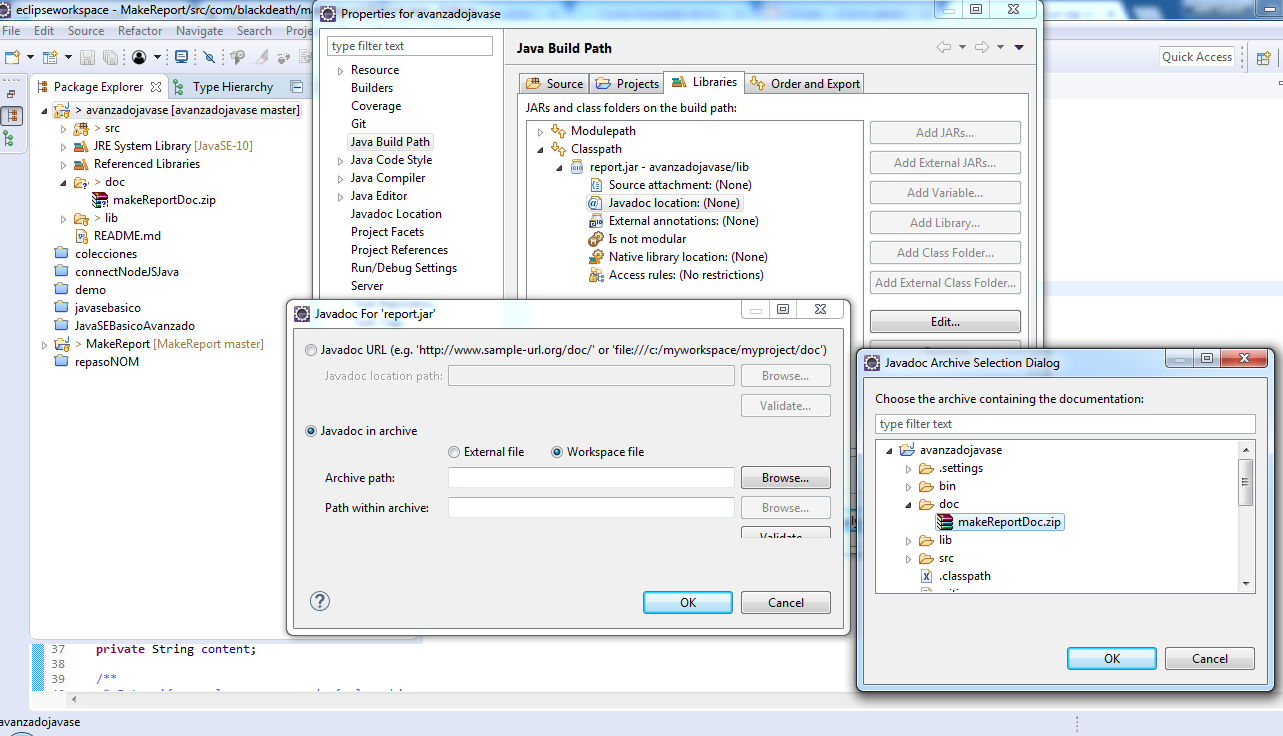 eclipseworkspace - MakeReport/src/com/blackdeath/ma
File Edit Source Refactor Navigate Search Proje
Quick Access
Package Explorer
Type Hierarchy
> avanzadojavase [avanzadojavase master]
> src
JRE System Library [JavaSE-10]
Referenced Libraries
> doc
makeReportDoc.zip
> lib
README.md
colecciones
connectNodeJSJava
demo
javasebasico
JavaSEBasicoAvanzado
> MakeReport [MakeReport master]
repasoNOM
Properties for avanzadojavase
type filter text
Resource
Builders
Coverage
Git
Java Build Path
Java Code Style
Java Compiler
Java Editor
Javadoc Location
Project Facets
Project References
Run/Debug Settings
Server
Java Build Path
Source
Projects
Libraries
Order and Export
JARs and class folders on the build path:
Modulepath
Classpath
report.jar - avanzadojavase/lib
Source attachment: (None)
Javadoc location: (None)
External annotations: (None)
Is not modular
Native library location: (None)
Access rules: (No restrictions)
Add JARs...
Add External JARs...
Add Variable...
Add Library...
Add Class Folder...
Add External Class Folder...
Edit...
Javadoc For 'report.jar'
Javadoc URL (e.g. 'http://www.sample-url.org/doc/' or 'file:///c:/myworkspace/myproject/doc')
Javadoc location path:
Browse...
Validate...
Javadoc in archive
External file
Workspace file
Archive path:
Browse...
Path within archive:
Browse...
Validate...
OK
Cancel
Javadoc Archive Selection Dialog
Choose the archive containing the documentation:
type filter text
avanzadojavase
.settings
bin
doc
makeReportDoc.zip
lib
src
.classpath
OK
Cancel
37 private String content;
38
39 /**
avanzadojavase